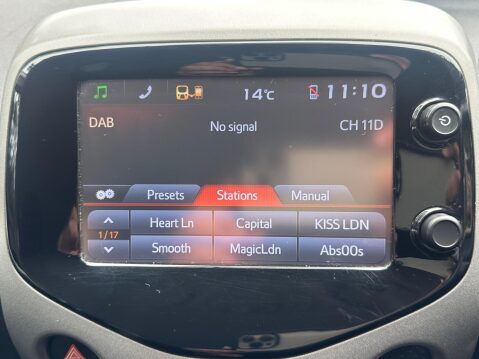 14°C 11:10
DAB No signal CH 11D
Presets Stations Manual
Heart Ln Capital KISS LDN
1/17
Smooth MagicLdn Abs00s